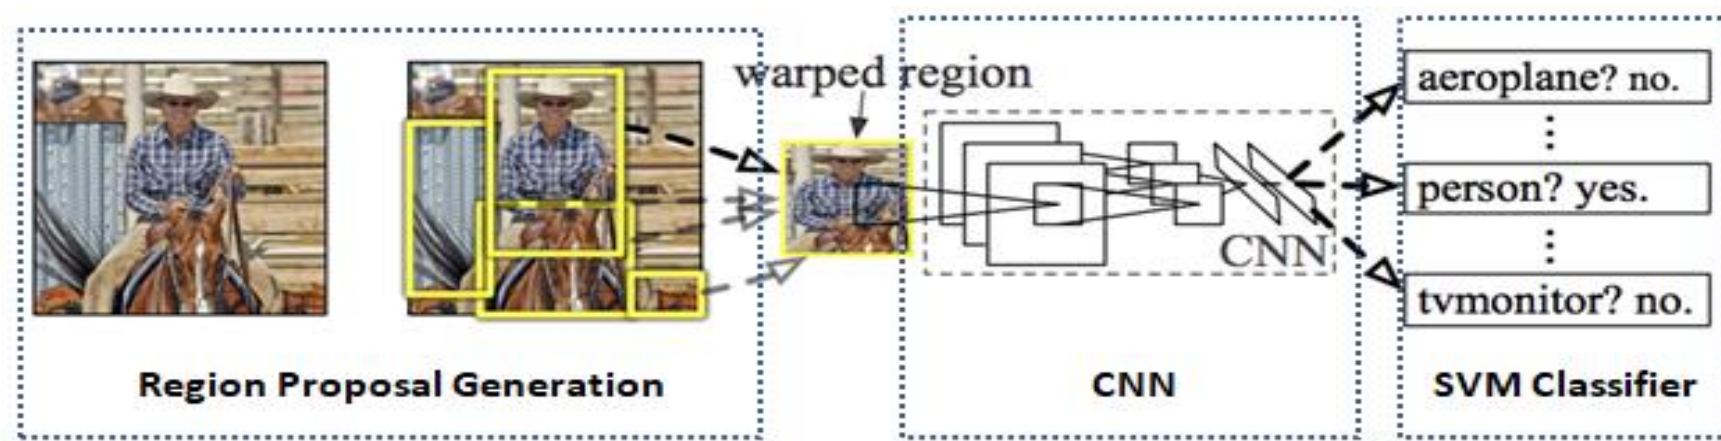 warped region
aeroplane? no.
person? yes.
CNN
tvmonitor? no.
Region Proposal Generation
CNN
SVM Classifier